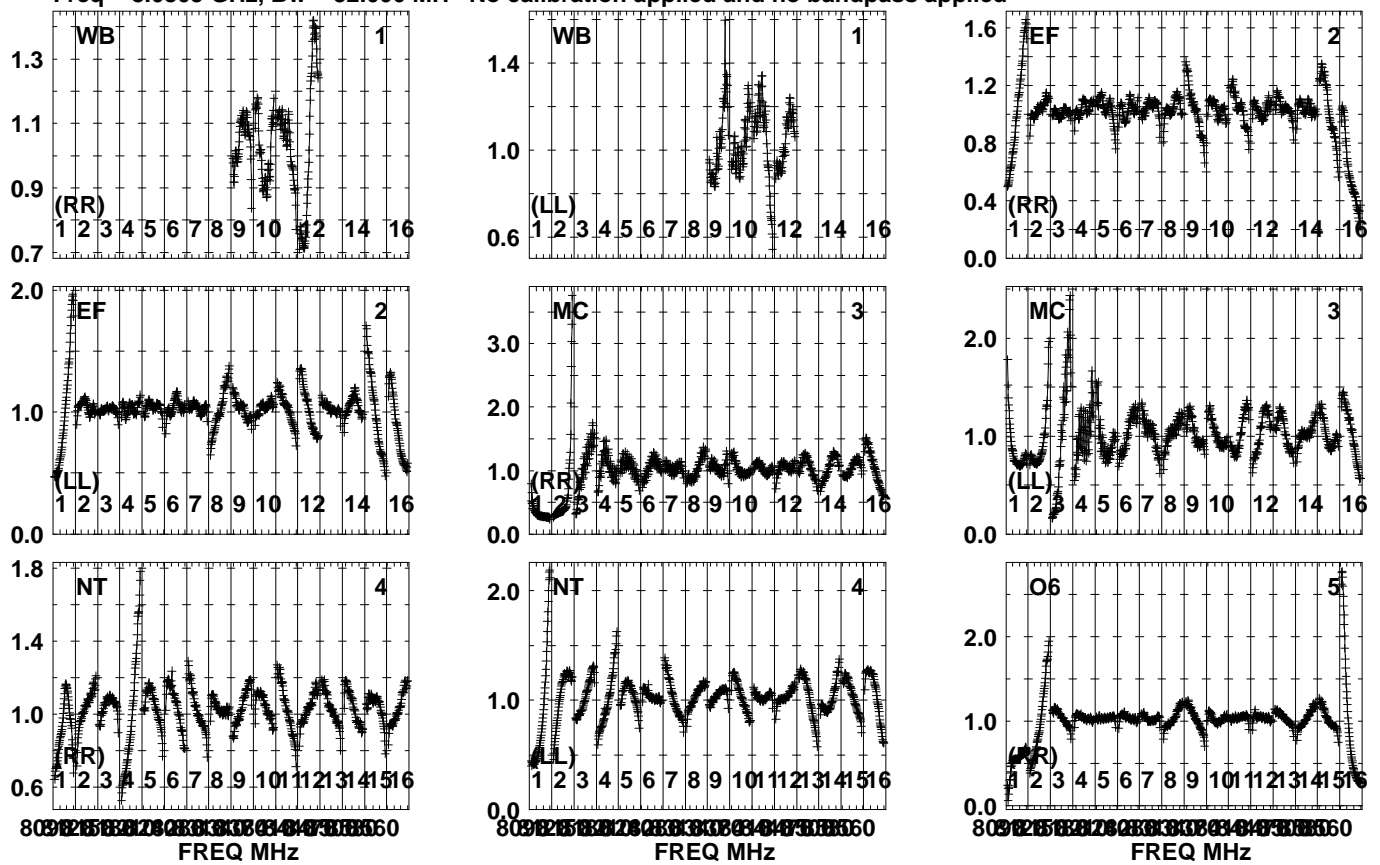 Freq GHz, Bw = 32.000 MH No calibration applied and no bandpass applied
WB 1
1.3
1.1
0.9
0.7
(RR)
1 2 3 4 5 6 7 8 9 10 12
WB 1
1.4
1.0
0.6
(LL)
1 2 3 4 5 6 7 8 9 10 12
EF 2
1.6
1.2
0.8
0.4
0.0
(RR)
1 2 3 4 5 6 7 8 9 10 12 14 16
EF 2
2.0
1.0
0.0
(LL)
1 2 3 4 5 6 7 8 9 10 12 14 16
MC 3
3.0
2.0
1.0
0.0
(RR)
1 2 3 4 5 6 7 8 9 10 12 14 16
MC 3
2.0
1.0
0.0
(LL)
1 2 3 4 5 6 7 8 9 10 12 14 16
NT 4
1.8
1.4
1.0
0.6
(RR)
1 2 3 4 5 6 7 8 9 10 11 12 13 14 15 16
FREQ MHz
NT 4
2.0
1.0
0.0
(LL)
1 2 3 4 5 6 7 8 9 10 11 12 13 14 15 16
FREQ MHz
O6 5
2.0
1.0
0.0
(RR)
1 2 3 4 5 6 7 8 9 10 11 12 13 14 15 16
FREQ MHz